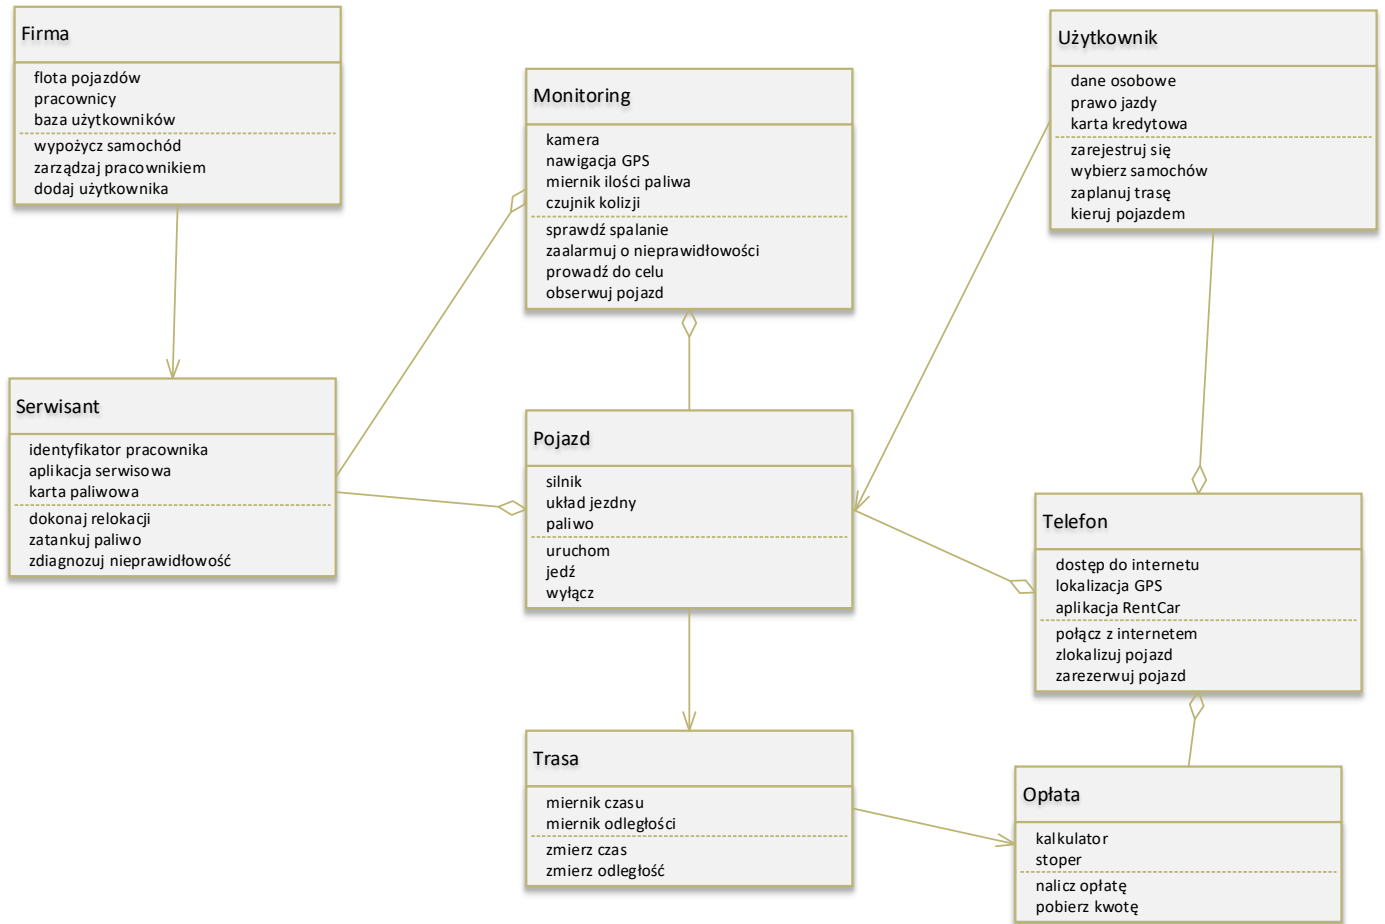 Firma
flota pojazdów
pracownicy
baza użytkowników
wypożycz samochód
zarządzaj pracownikiem
dodaj użytkownika
Monitoring
kamera
nawigacja GPS
miernik ilości paliwa
czujnik kolizji
sprawdź spalanie
zaalarmuj o nieprawidłowości
prowadź do celu
obserwuj pojazd
Użytkownik
dane osobowe
prawo jazdy
karta kredytowa
zarejestruj się
wybierz samochów
zaplanuj trasę
kieruj pojazdem
Serwisant
identyfikator pracownika
aplikacja serwisowa
karta paliwowa
dokonaj relokacji
zatankuj paliwo
zdiagnozuj nieprawidłowość
Pojazd
silnik
układ jezdny
paliwo
uruchom
jedź
wyłącz
Telefon
dostęp do internetu
lokalizacja GPS
aplikacja RentCar
połącz z internetem
zlokalizuj pojazd
zarezerwuj pojazd
Trasa
miernik czasu
miernik odległości
zmierz czas
zmierz odległość
Opłata
kalkulator
stoper
nalicz opłatę
pobierz kwotę